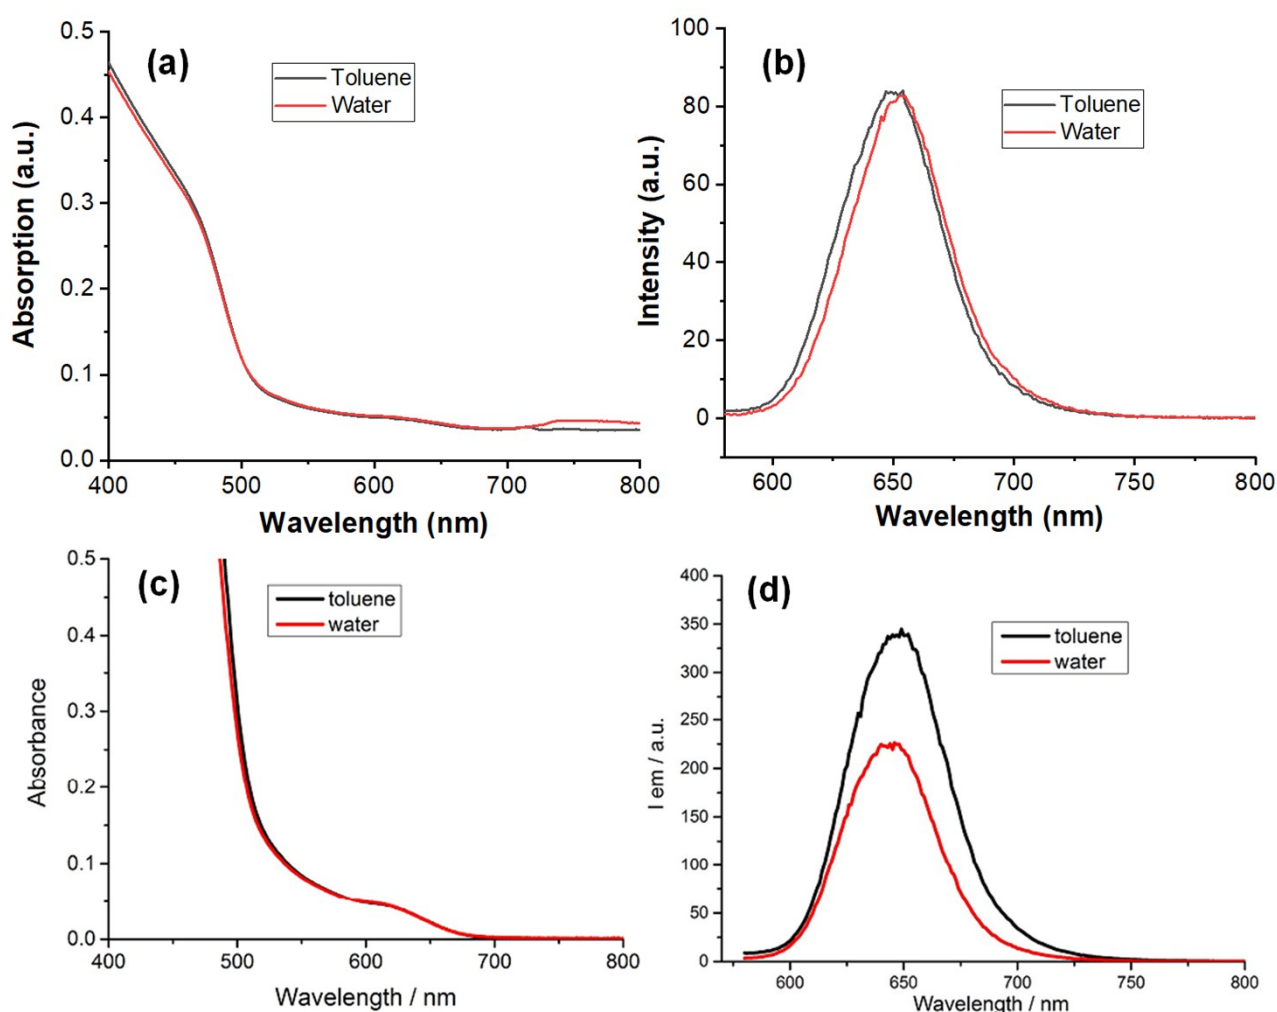 (a)
Toluene
Water
Absorption (a.u.)
0.5
0.4
0.3
0.2
0.1
0.0
400
500
600
700
800
Wavelength (nm)
(b)
Toluene
Water
Intensity (a.u.)
100
80
60
40
20
0
600
650
700
750
800
Wavelength (nm)
(c)
toluene
water
Absorbance
0.5
0.4
0.3
0.2
0.1
0.0
400
500
600
700
800
Wavelength / nm
(d)
toluene
water
I em / a.u.
400
350
300
250
200
150
100
50
0
600
650
700
750
800
Wavelength / nm